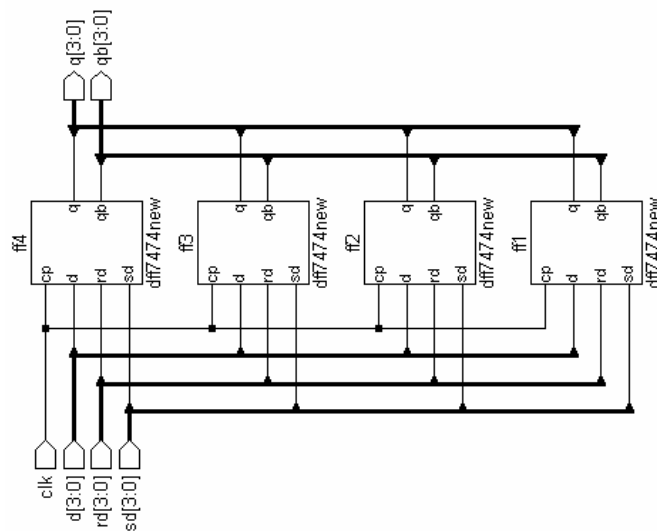 q[3:0]
qb[3:0]
ff4
cp
d
rd
sd
q
qb
dff7474new
ff3
cp
d
rd
sd
q
qb
dff7474new
ff2
cp
d
rd
sd
q
qb
dff7474new
ff1
cp
d
rd
sd
q
qb
dff7474new
clk
d[3:0]
rd[3:0]
sd[3:0]